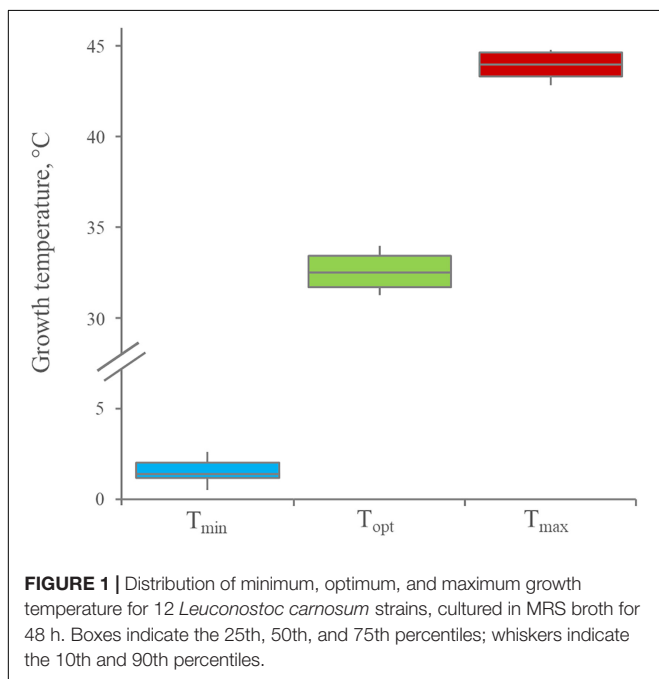 45
40
35
30
5
0
Growth temperature, °C
Tmin
Topt
Tmax
FIGURE 1 | Distribution of minimum, optimum, and maximum growth
temperature for 12 Leuconostoc carnosum strains, cultured in MRS broth for
48 h. Boxes indicate the 25th, 50th, and 75th percentiles; whiskers indicate
the 10th and 90th percentiles.